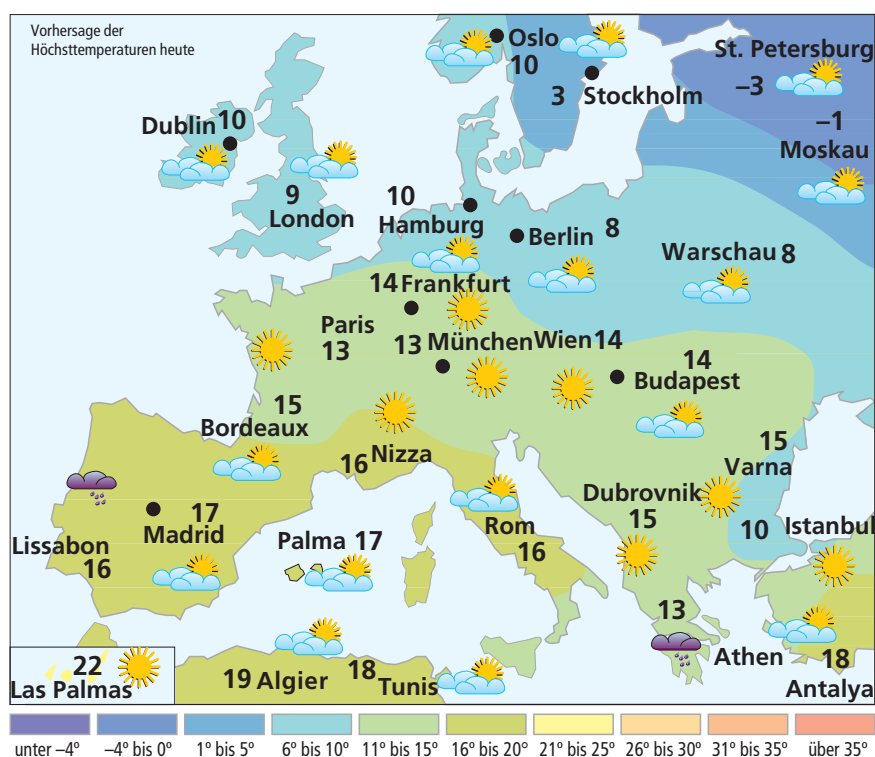 Vorhersage der
Höchsttemperaturen heute
Oslo
10
St. Petersburg
–3
3 Stockholm
–1
Moskau
Dublin 10
9
London
10
Hamburg
Berlin 8
Warschau 8
14 Frankfurt
Paris
13
13 München Wien 14
14
Budapest
15
Bordeaux
16 Nizza
15
Varna
17
Madrid
Lissabon
16
Palma 17
Rom
16
Dubrovnik
15
10 Istanbul
13
Athen
18
Antalya
22
Las Palmas
19 Algier
18
Tunis
unter –4° –4° bis 0° 1° bis 5° 6° bis 10° 11° bis 15° 16° bis 20° 21° bis 25° 26° bis 30° 31° bis 35° über 35°